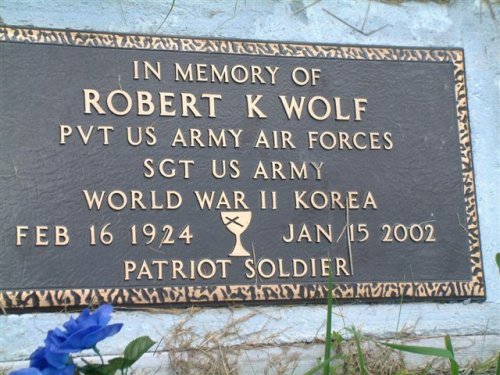 IN MEMORY OF
ROBERT K WOLF
PVT US ARMY AIR FORCES
SGT US ARMY
WORLD WAR II KOREA
FEB 16 1924 JAN 15 2002
PATRIOT SOLDIER